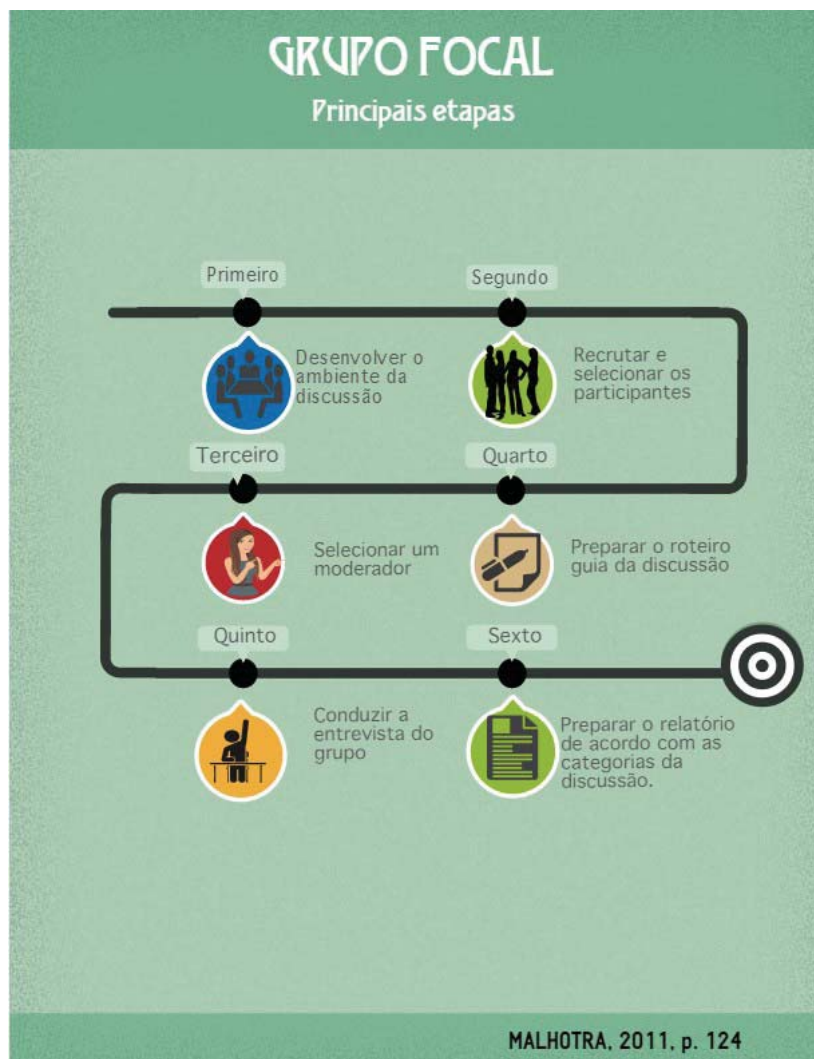 GRUPO FOCAL
Principais etapas
Primeiro
Desenvolver o
ambiente da
discussão
Segundo
Recrutar e
selecionar os
participantes
Terceiro
Selecionar um
moderador
Quarto
Preparar o roteiro
guia da discussão
Quinto
Conduzir a
entrevista do
grupo
Sexto
Preparar o relatório
de acordo com as
categorias da
discussão.
MALHOTRA, 2011, p. 124